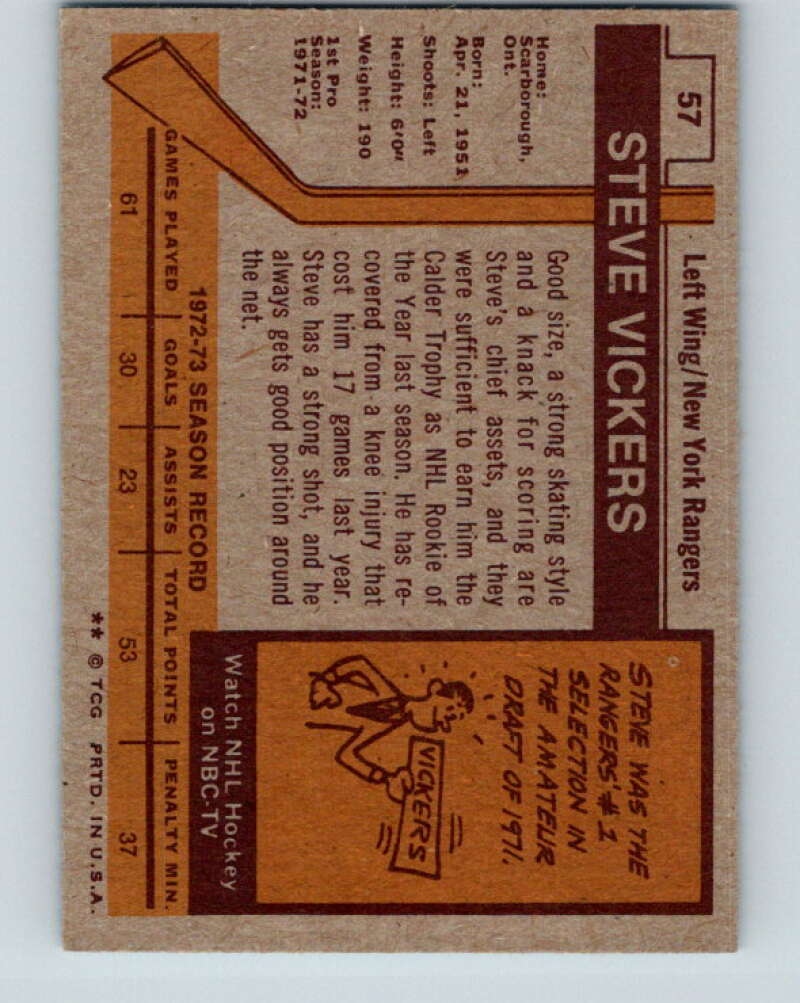 57
Left Wing/New York Rangers
STEVE VICKERS
Home:
Scarborough,
Ont.
Born:
Apr. 21, 1951
Shoots: Left
Height: 6'0"
Weight: 190
1st Pro
Season:
1971-72
Good size, a strong skating style
and a knack for scoring are
Steve's chief assets, and they
were sufficient to earn him the
Calder Trophy as NHL Rookie of
the Year last season. He has re-
covered from a knee injury that
cost him 17 games last year.
Steve has a strong shot, and he
always gets good position around
the net.
STEVE WAS THE
RANGERS' #1
SELECTION IN
THE AMATEUR
DRAFT OF 1971.
VICKERS
Watch NHL Hockey
on NBC-TV
1972-73 SEASON RECORD
GAMES PLAYED GOALS ASSISTS TOTAL POINTS PENALTY MIN.
61 30 23 53 37
** © TCG PRTD. IN U.S.A.